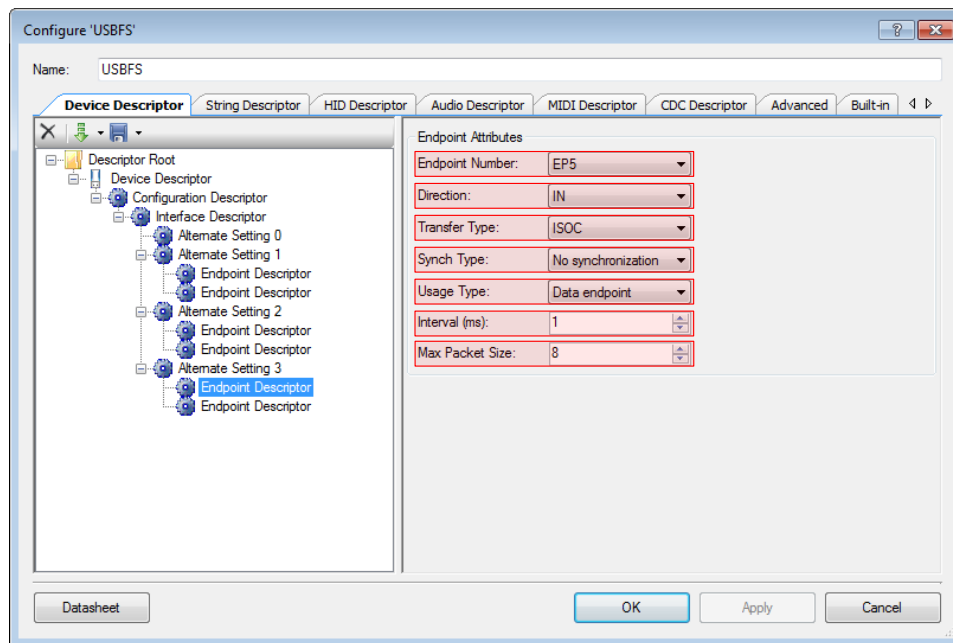 Configure 'USBFS'
Name: USBFS
Device Descriptor String Descriptor HID Descriptor Audio Descriptor MIDI Descriptor CDC Descriptor Advanced Built-in
Descriptor Root
Device Descriptor
Configuration Descriptor
Interface Descriptor
Alternate Setting 0
Alternate Setting 1
Endpoint Descriptor
Endpoint Descriptor
Alternate Setting 2
Endpoint Descriptor
Endpoint Descriptor
Alternate Setting 3
Endpoint Descriptor
Endpoint Descriptor
Endpoint Attributes
Endpoint Number: EP5
Direction: IN
Transfer Type: ISOC
Synch Type: No synchronization
Usage Type: Data endpoint
Interval (ms): 1
Max Packet Size: 8
Datasheet OK Apply Cancel